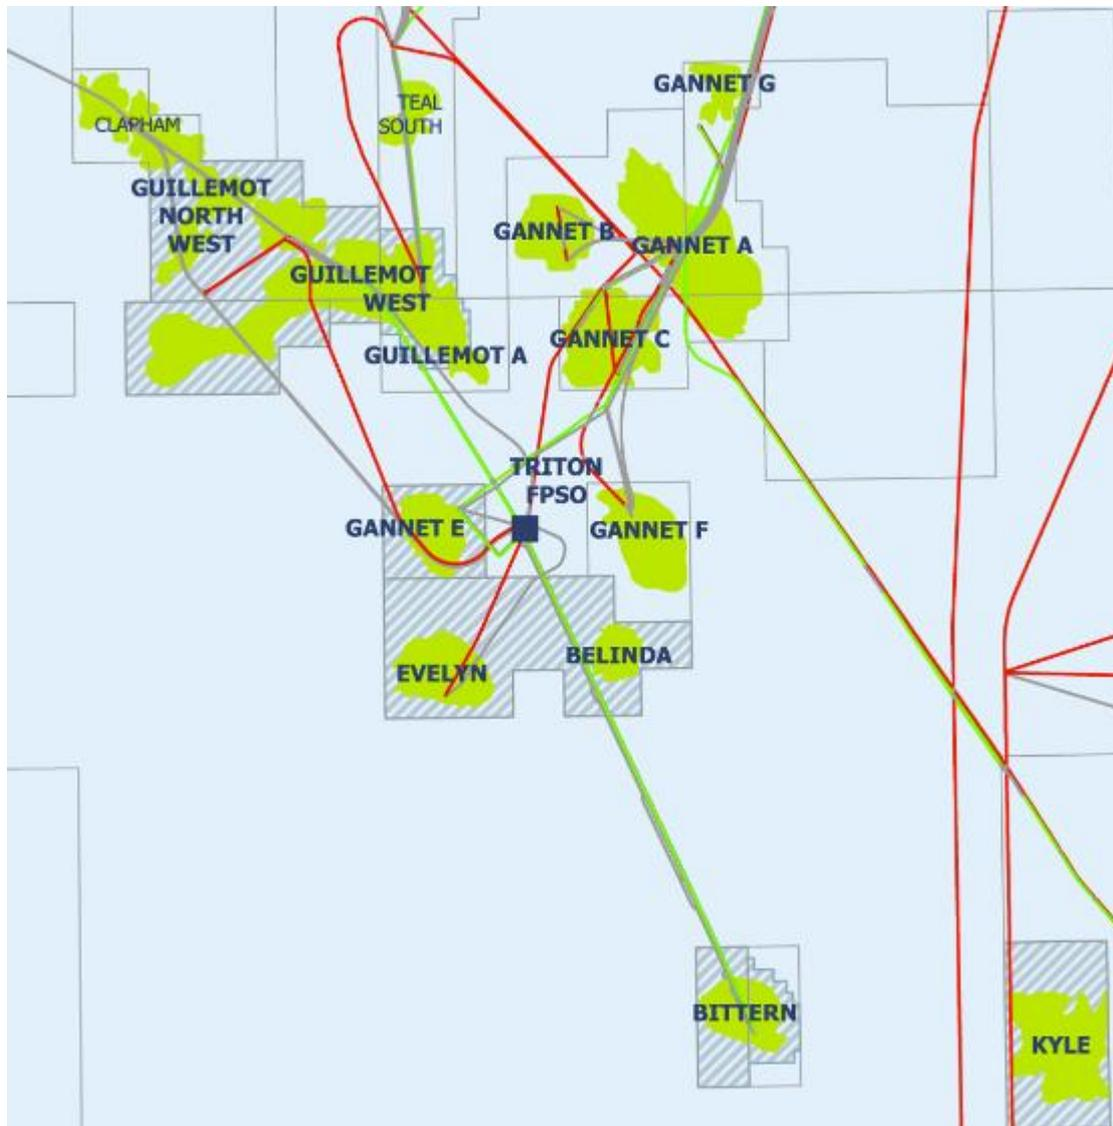 GANNET G
TEAL
SOUTH
CLAPHAM
GUILLEMOT
NORTH
WEST
GANNET B
GANNET A
GUILLEMOT
WEST
GANNET C
GUILLEMOT A
TRITON
FPSO
GANNET E
GANNET F
BELINDA
EVELYN
BITTERN
KYLE